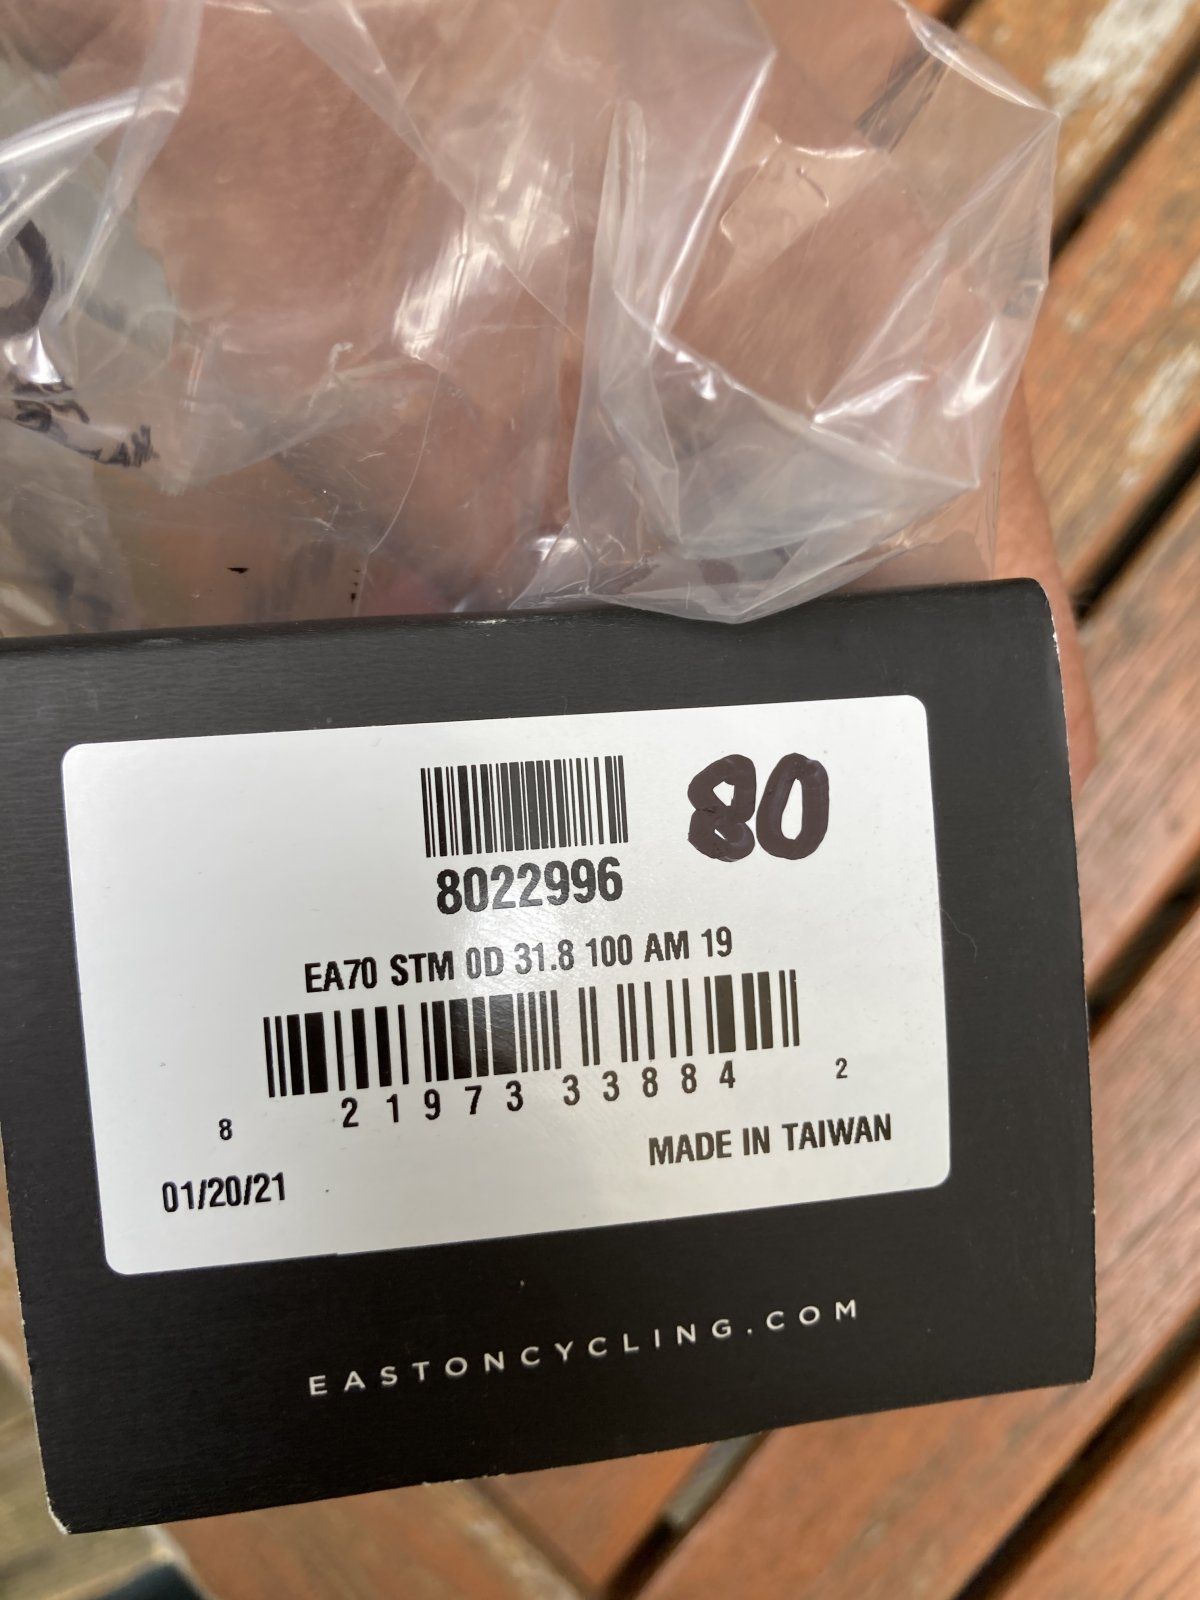 80
8022996
EA70 STM 0D 31.8 100 AM 19
8 21973 33884 2
MADE IN TAIWAN
01/20/21
EASTONCYCLING.COM